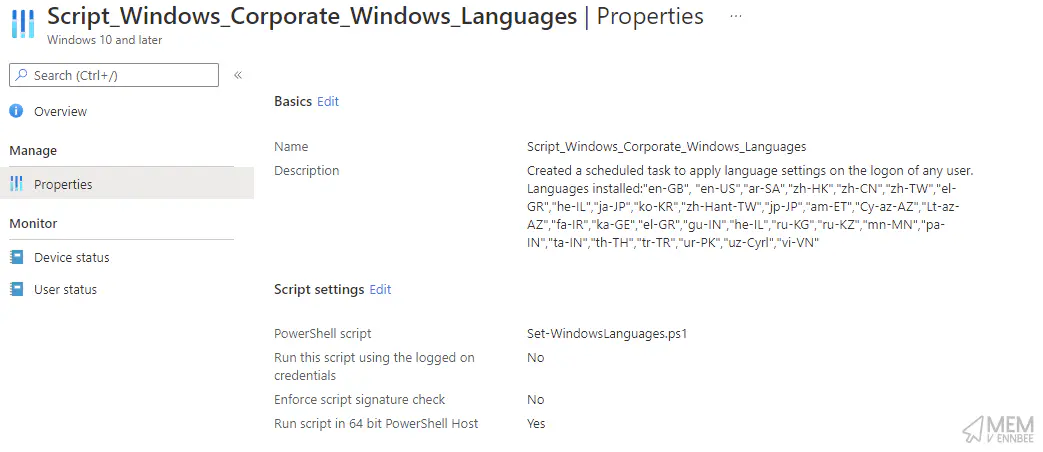 Script_Windows_Corporate_Windows_Languages | Properties ...
Windows 10 and later
Search (Ctrl+/)
«
Overview
Manage
Properties
Monitor
Device status
User status
Basics Edit
Name Script_Windows_Corporate_Windows_Languages
Description Created a scheduled task to apply language settings on the logon of any user.
Languages installed:"en-GB", "en-US","ar-SA","zh-HK","zh-CN","zh-TW","el-
GR","he-IL","ja-JP","ko-KR","zh-Hant-TW","jp-JP","am-ET","Cy-az-AZ","Lt-az-
AZ","fa-IR","ka-GE","el-GR","gu-IN","he-IL","ru-KG","ru-KZ","mn-MN","pa-
IN","ta-IN","th-TH","tr-TR","ur-PK","uz-Cyrl","vi-VN"
Script settings Edit
PowerShell script Set-WindowsLanguages.ps1
Run this script using the logged on No
credentials
Enforce script signature check No
Run script in 64 bit PowerShell Host Yes
MEM
V ENNBEE